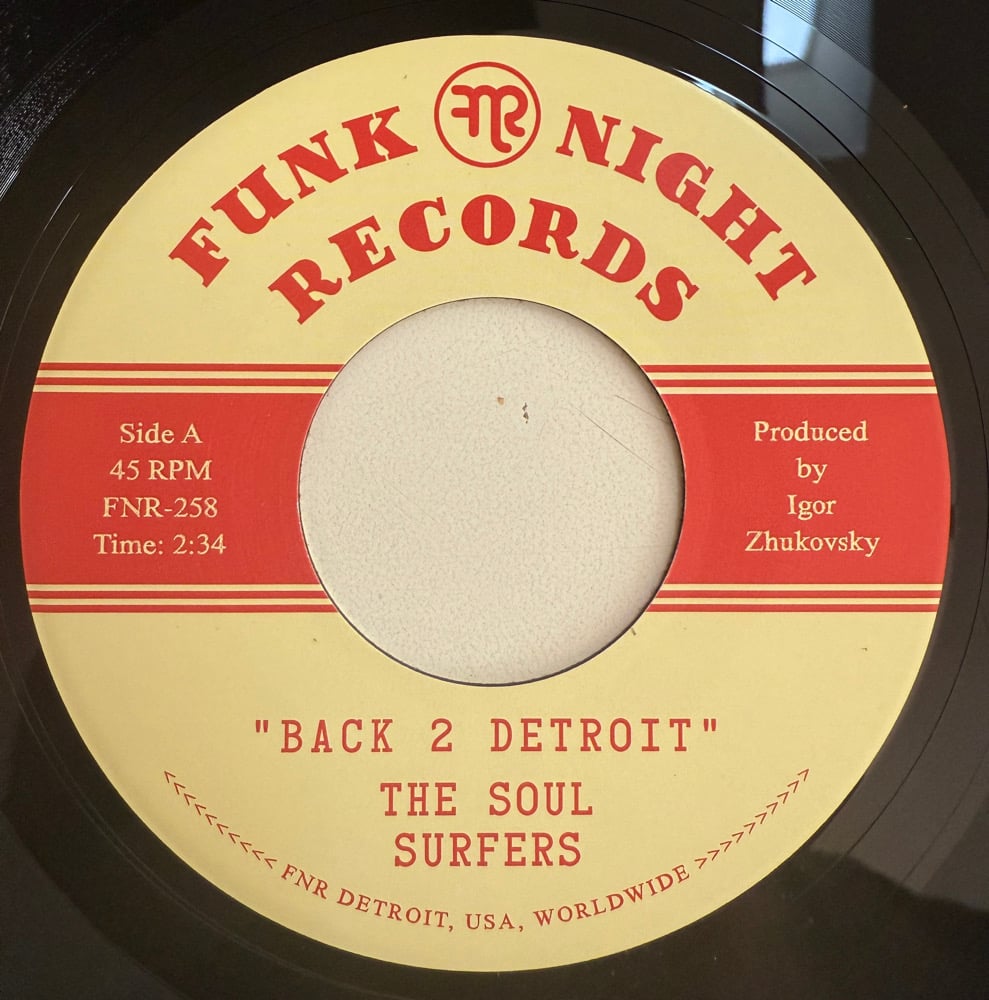 FUNK FNR NIGHT
RECORDS
Side A
45 RPM
FNR-258
Time: 2:34
Produced
by
Igor
Zhukovsky
"BACK 2 DETROIT"
THE SOUL
SURFERS
<<<<<<<<<<< FNR DETROIT, USA, WORLDWIDE >>>>>>>>>>>